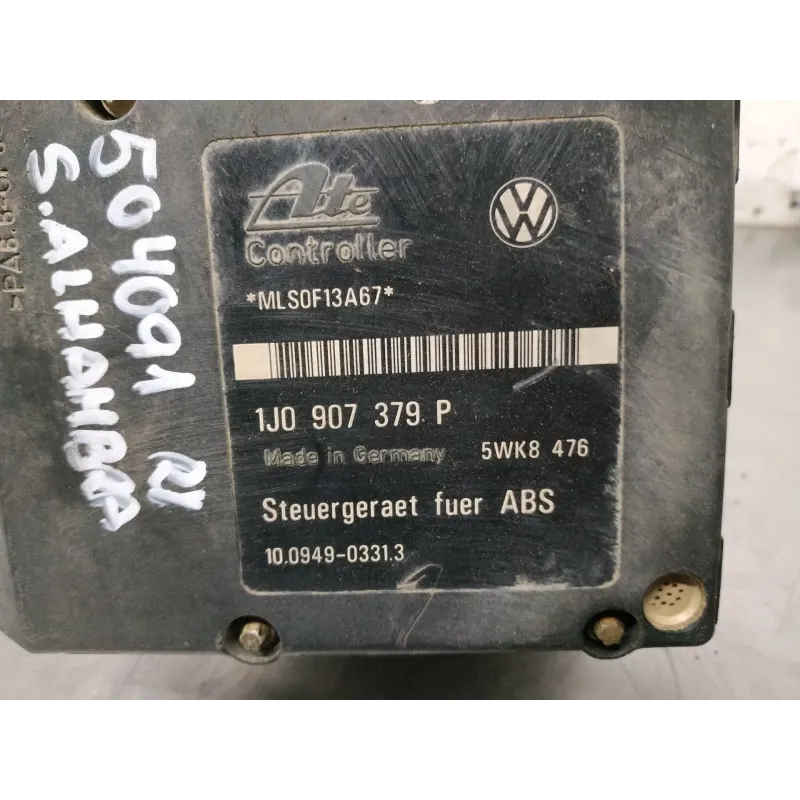 Ate
Controller
*MLS0F13A67*
1J0 907 379 P
Made in Germany 5WK8 476
Steuergeraet fuer ABS
10.0949-0331.3
504091
S.ALHAMBRA